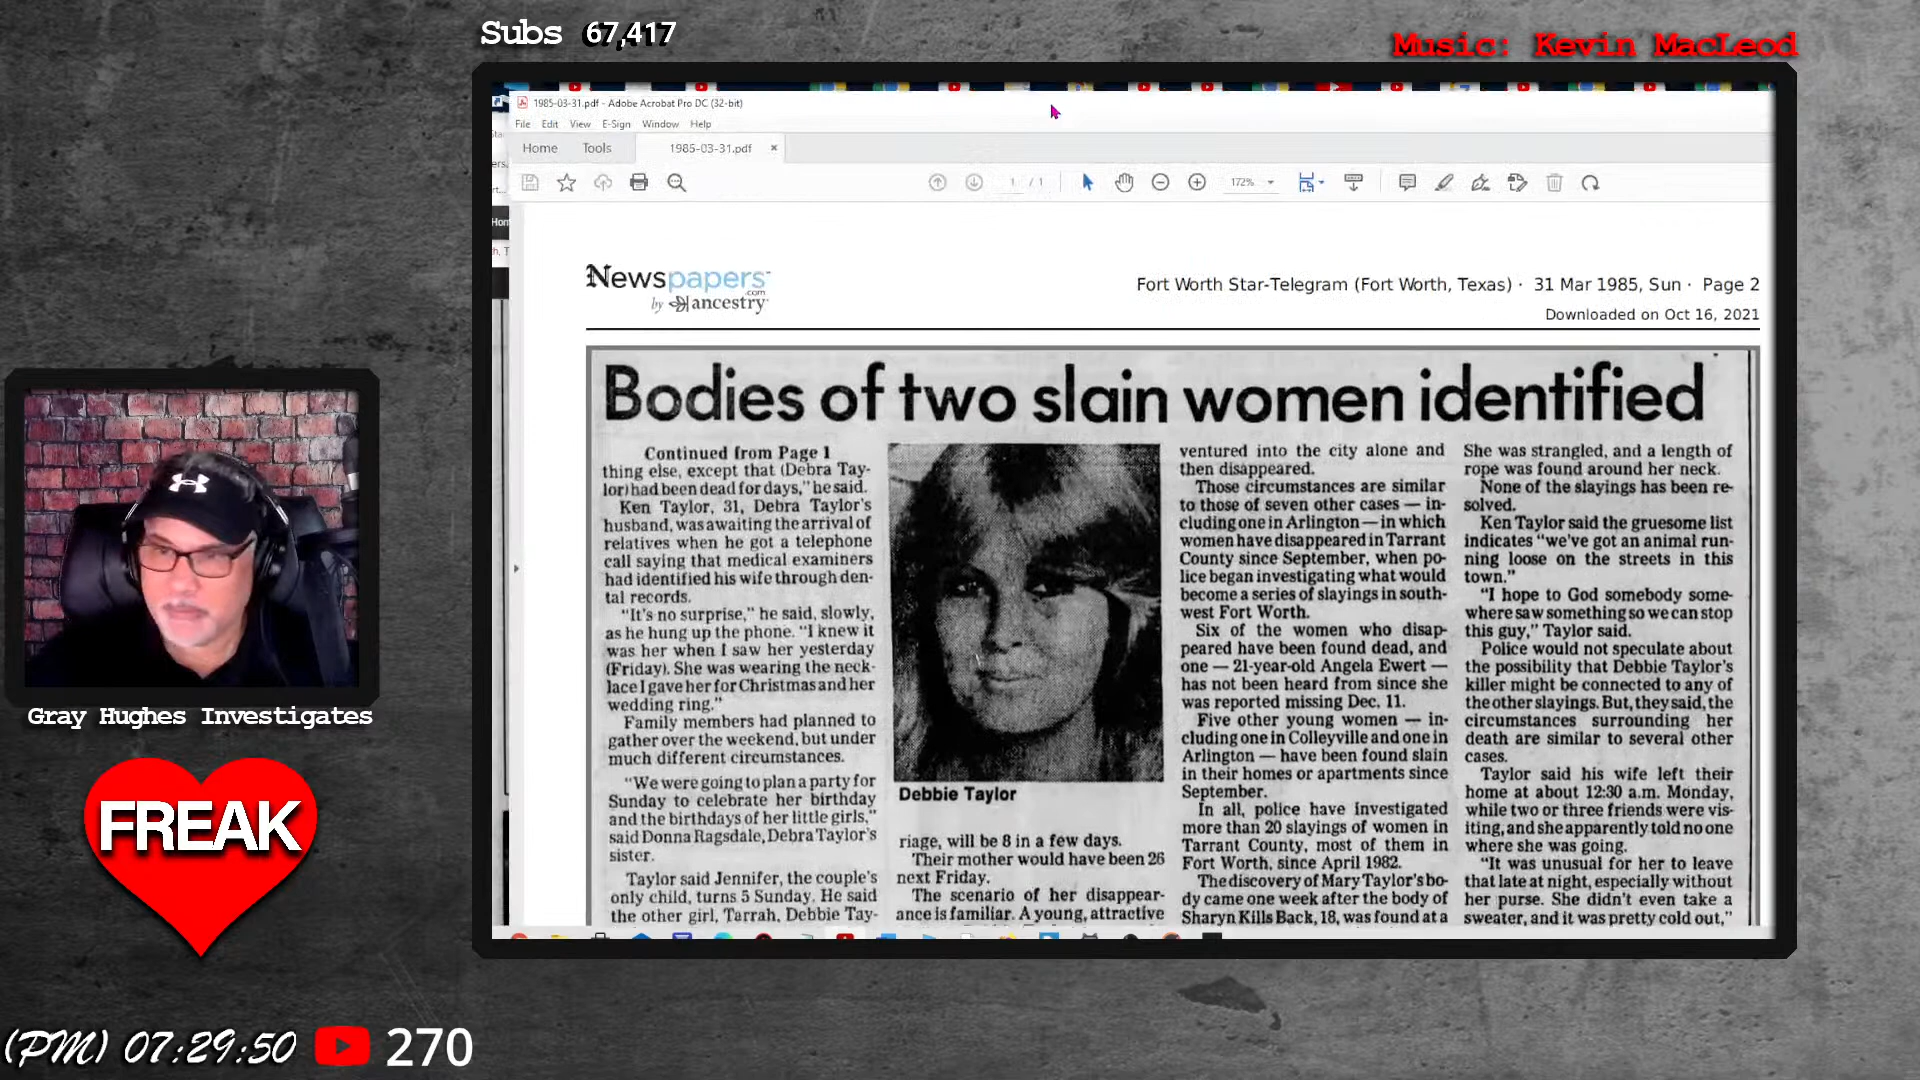 Subs 67,417
Music: Kevin MacLeod
1985-03-31.pdf - Adobe Acrobat Pro DC (32-bit)
File Edit View E-Sign Window Help
Home Tools 1985-03-31.pdf ×
1 / 1 172%
Newspapers.com
by ancestry
Fort Worth Star-Telegram (Fort Worth, Texas) · 31 Mar 1985, Sun · Page 2
Downloaded on Oct 16, 2021
Bodies of two slain women identified
Continued from Page 1
thing else, except that (Debra Tay-
lor) had been dead for days," he said.
Ken Taylor, 31, Debra Taylor's
husband, was awaiting the arrival of
relatives when he got a telephone
call saying that medical examiners
had identified his wife through den-
tal records.
"It's no surprise," he said, slowly,
as he hung up the phone. "I knew it
was her when I saw her yesterday
(Friday). She was wearing the neck-
lace I gave her for Christmas and her
wedding ring."
Family members had planned to
gather over the weekend, but under
much different circumstances.
"We were going to plan a party for
Sunday to celebrate her birthday
and the birthdays of her little girls,"
said Donna Ragsdale, Debra Taylor's
sister.
Taylor said Jennifer, the couple's
only child, turns 5 Sunday. He said
the other girl, Tarrah, Debbie Tay-
Debbie Taylor
riage, will be 8 in a few days.
Their mother would have been 26
next Friday.
The scenario of her disappear-
ance is familiar. A young, attractive
ventured into the city alone and
then disappeared.
Those circumstances are similar
to those of seven other cases — in-
cluding one in Arlington — in which
women have disappeared in Tarrant
County since September, when po-
lice began investigating what would
become a series of slayings in south-
west Fort Worth.
Six of the women who disap-
peared have been found dead, and
one — 21-year-old Angela Ewert —
has not been heard from since she
was reported missing Dec. 11.
Five other young women — in-
cluding one in Colleyville and one in
Arlington — have been found slain
in their homes or apartments since
September.
In all, police have investigated
more than 20 slayings of women in
Tarrant County, most of them in
Fort Worth, since April 1982.
The discovery of Mary Taylor's bo-
dy came one week after the body of
Sharyn Kills Back, 18, was found at a
She was strangled, and a length of
rope was found around her neck.
None of the slayings has been re-
solved.
Ken Taylor said the gruesome list
indicates "we've got an animal run-
ning loose on the streets in this
town."
"I hope to God somebody some-
where saw something so we can stop
this guy," Taylor said.
Police would not speculate about
the possibility that Debbie Taylor's
killer might be connected to any of
the other slayings. But, they said, the
circumstances surrounding her
death are similar to several other
cases.
Taylor said his wife left their
home at about 12:30 a.m. Monday,
while two or three friends were vis-
iting, and she apparently told no one
where she was going.
"It was unusual for her to leave
that late at night, especially without
her purse. She didn't even take a
sweater, and it was pretty cold out,"
Gray Hughes Investigates
FREAK
(PM) 07:29:50 270